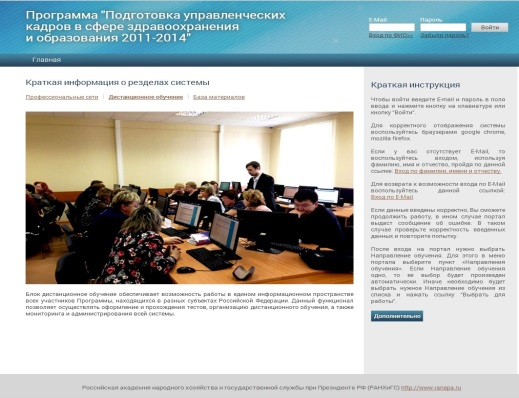 Программа "Подготовка управленческих
кадров в сфере здравоохранения
и образования 2011-2014"
E-Mail
Пароль
Войти
Вход по ФИО>>
Забыли пароль?
Главная
Краткая информация о разделах системы
Профессиональные сети | Дистанционное обучение | База материалов
Блок дистанционное обучение обеспечивает возможность работы в едином информационном пространстве
всех участников Программы, находящихся в разных субъектах Российской Федерации. Данный функционал
позволяет осуществлять оформление и прохождения тестов, организацию дистанционного обучения, а также
мониторинга и администрирования всей системы.
Краткая инструкция
Чтобы войти введите E-mail и пароль в поля
ввода и нажмите кнопку на клавиатуре или
кнопку "Войти".
Для корректного отображения системы
воспользуйтесь браузерами google chrome,
mozilla firefox.
Если у вас отсутствует E-Mail, то
воспользуйтесь входом, используя
фамилию, имя и отчество, пройдя по данной
ссылке: Вход по фамилии, имени и отчеству.
Для возврата к возможности входа по E-Mail
воспользуйтесь данной ссылкой:
Вход по E-Mail
Если данные введены корректно, Вы сможете
продолжить работу, в ином случае портал
выдаст сообщение об ошибке. В таком
случае проверьте корректность введенных
данных и повторите попытку.
После входа на портал нужно выбрать
Направление обучения. Для этого в меню
портала выберите пункт «Направления
обучения». Если Направление обучения
одно, то ее выбор будет произведен
автоматически. Иначе необходимо будет
выбрать нужное Направление обучения из
списка и нажать ссылку "Выбрать для
работы".
Дополнительно
Российская академия народного хозяйства и государственной службы при Президенте РФ (РАНХиГС) http://www.ranepa.ru